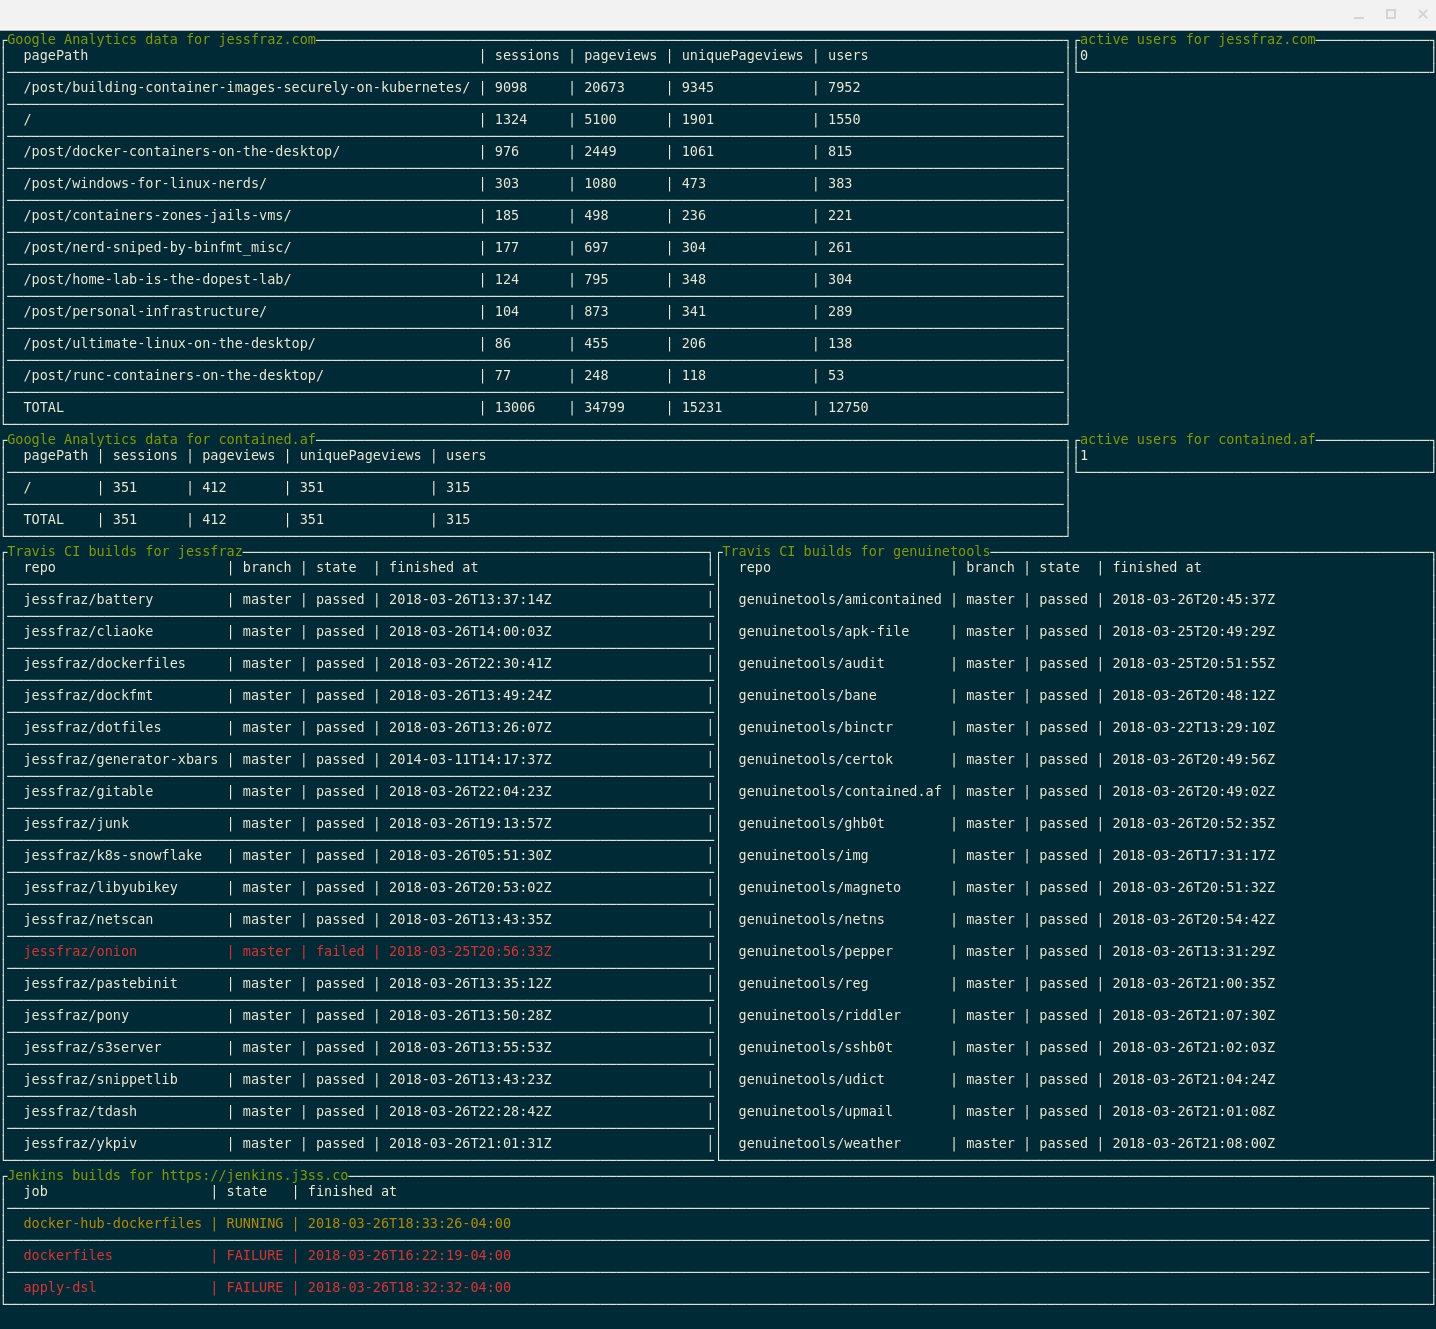 Google Analytics data for jessfraz.com
pagePath | sessions | pageviews | uniquePageviews | users
/post/building-container-images-securely-on-kubernetes/ | 9098 | 20673 | 9345 | 7952
/ | 1324 | 5100 | 1901 | 1550
/post/docker-containers-on-the-desktop/ | 976 | 2449 | 1061 | 815
/post/windows-for-linux-nerds/ | 303 | 1080 | 473 | 383
/post/containers-zones-jails-vms/ | 185 | 498 | 236 | 221
/post/nerd-sniped-by-binfmt_misc/ | 177 | 697 | 304 | 261
/post/home-lab-is-the-dopest-lab/ | 124 | 795 | 348 | 304
/post/personal-infrastructure/ | 104 | 873 | 341 | 289
/post/ultimate-linux-on-the-desktop/ | 86 | 455 | 206 | 138
/post/runc-containers-on-the-desktop/ | 77 | 248 | 118 | 53
TOTAL | 13006 | 34799 | 15231 | 12750
active users for jessfraz.com
0
Google Analytics data for contained.af
pagePath | sessions | pageviews | uniquePageviews | users
/ | 351 | 412 | 351 | 315
TOTAL | 351 | 412 | 351 | 315
active users for contained.af
1
Travis CI builds for jessfraz
repo | branch | state | finished at
jessfraz/battery | master | passed | 2018-03-26T13:37:14Z
jessfraz/cliaoke | master | passed | 2018-03-26T14:00:03Z
jessfraz/dockerfiles | master | passed | 2018-03-26T22:30:41Z
jessfraz/dockfmt | master | passed | 2018-03-26T13:49:24Z
jessfraz/dotfiles | master | passed | 2018-03-26T13:26:07Z
jessfraz/generator-xbars | master | passed | 2014-03-11T14:17:37Z
jessfraz/gitable | master | passed | 2018-03-26T22:04:23Z
jessfraz/junk | master | passed | 2018-03-26T19:13:57Z
jessfraz/k8s-snowflake | master | passed | 2018-03-26T05:51:30Z
jessfraz/libyubikey | master | passed | 2018-03-26T20:53:02Z
jessfraz/netscan | master | passed | 2018-03-26T13:43:35Z
jessfraz/onion | master | failed | 2018-03-25T20:56:33Z
jessfraz/pastebinit | master | passed | 2018-03-26T13:35:12Z
jessfraz/pony | master | passed | 2018-03-26T13:50:28Z
jessfraz/s3server | master | passed | 2018-03-26T13:55:53Z
jessfraz/snippetlib | master | passed | 2018-03-26T13:43:23Z
jessfraz/tdash | master | passed | 2018-03-26T22:28:42Z
jessfraz/ykpiv | master | passed | 2018-03-26T21:01:31Z
Travis CI builds for genuinetools
repo | branch | state | finished at
genuinetools/amicontained | master | passed | 2018-03-26T20:45:37Z
genuinetools/apk-file | master | passed | 2018-03-25T20:49:29Z
genuinetools/audit | master | passed | 2018-03-25T20:51:55Z
genuinetools/bane | master | passed | 2018-03-26T20:48:12Z
genuinetools/binctr | master | passed | 2018-03-22T13:29:10Z
genuinetools/certok | master | passed | 2018-03-26T20:49:56Z
genuinetools/contained.af | master | passed | 2018-03-26T20:49:02Z
genuinetools/ghb0t | master | passed | 2018-03-26T20:52:35Z
genuinetools/img | master | passed | 2018-03-26T17:31:17Z
genuinetools/magneto | master | passed | 2018-03-26T20:51:32Z
genuinetools/netns | master | passed | 2018-03-26T20:54:42Z
genuinetools/pepper | master | passed | 2018-03-26T13:31:29Z
genuinetools/reg | master | passed | 2018-03-26T21:00:35Z
genuinetools/riddler | master | passed | 2018-03-26T21:07:30Z
genuinetools/sshb0t | master | passed | 2018-03-26T21:02:03Z
genuinetools/udict | master | passed | 2018-03-26T21:04:24Z
genuinetools/upmail | master | passed | 2018-03-26T21:01:08Z
genuinetools/weather | master | passed | 2018-03-26T21:08:00Z
Jenkins builds for https://jenkins.j3ss.co
job | state | finished at
docker-hub-dockerfiles | RUNNING | 2018-03-26T18:33:26-04:00
dockerfiles | FAILURE | 2018-03-26T16:22:19-04:00
apply-dsl | FAILURE | 2018-03-26T18:32:32-04:00